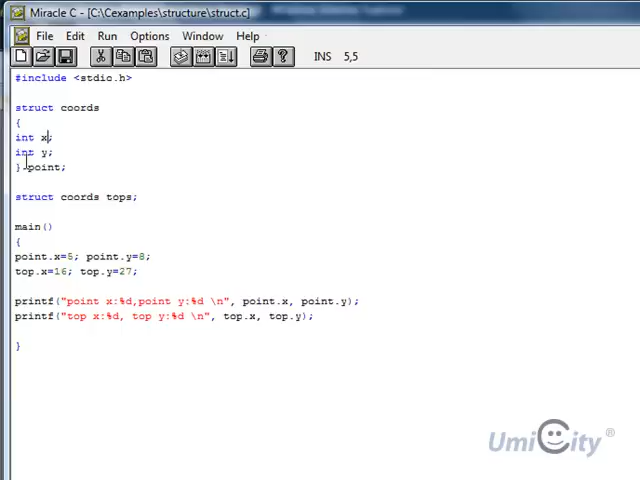 Miracle C - [C:\Cexamples\structure\struct.c]
File Edit Run Options Window Help
INS 5,5
#include <stdio.h>
struct coords
{
int x;
int y;
} point;
struct coords tops;
main()
{
point.x=5; point.y=8;
top.x=16; top.y=27;
printf("point x:%d,point y:%d \n", point.x, point.y);
printf("top x:%d, top y:%d \n", top.x, top.y);
}
UmiCity ®